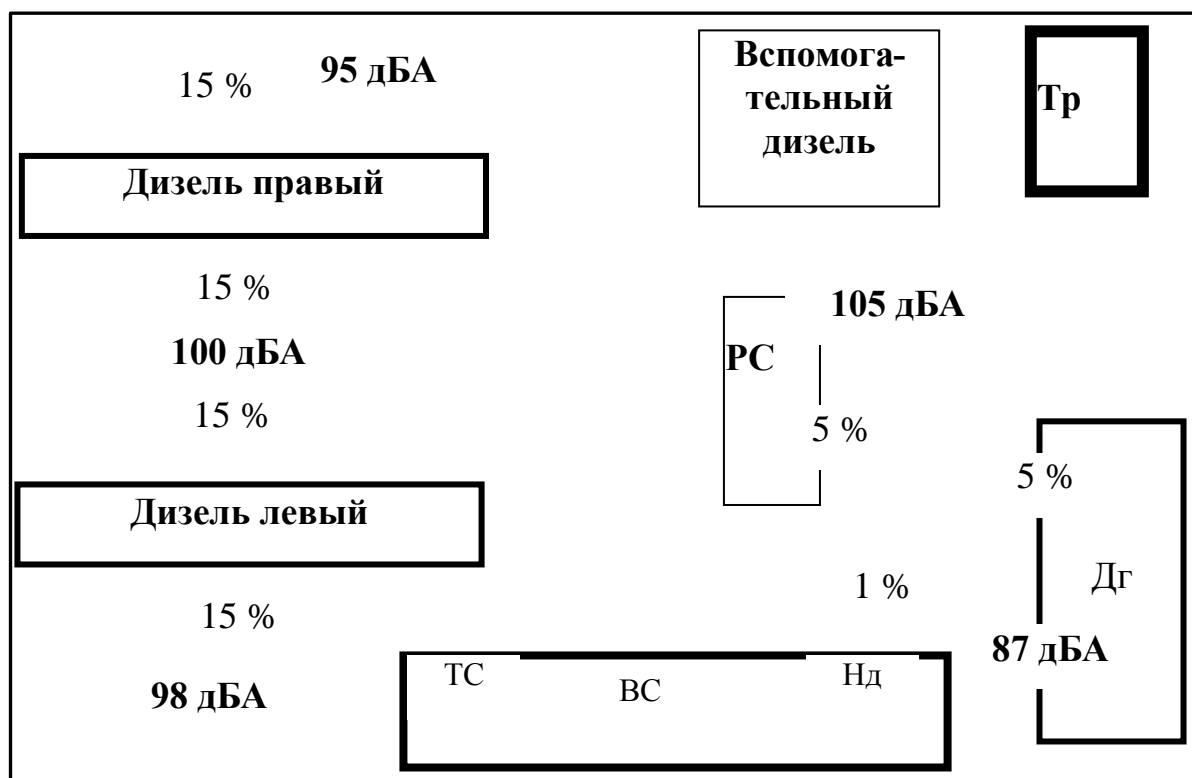 95 дБА
15 %
Вспомога-
тельный
дизель
Тр
Дизель правый
15 %
100 дБА
15 %
105 дБА
РС
5 %
5 %
Дизель левый
15 %
98 дБА
1 %
Дг
87 дБА
ТС
ВС
Нд